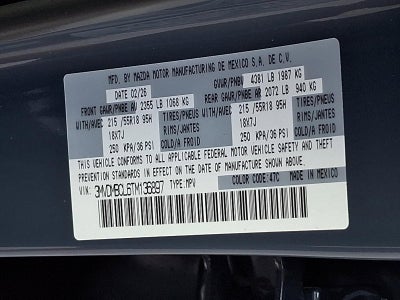 MFD. BY MAZDA MOTOR MANUFACTURING DE MEXICO S.A. DE C.V.
DATE 02/26 GVWR/PNBV 4381 LB 1987 KG
FRONT GAWR/PNBE AV 2355 LB 1068 KG REAR GAWR/PNBE AR 2072 LB 940 KG
WITH/AVEC 215/55R18 95H TIRES/PNEUS WITH/AVEC 215/55R18 95H TIRES/PNEUS
18X7J RIMS/JANTES 18X7J RIMS/JANTES
250 KPA/36 PSI COLD/A FROID 250 KPA/36 PSI COLD/A FROID
THIS VEHICLE CONFORMS TO ALL APPLICABLE FEDERAL MOTOR VEHICLE SAFETY AND THEFT
PREVENTION STANDARDS IN EFFECT ON THE DATE OF MANUFACTURE SHOWN ABOVE.
VIN: 3MVDMBCL6TM136897 TYPE:MPV COLOR CODE:47C MADE IN MEXICO